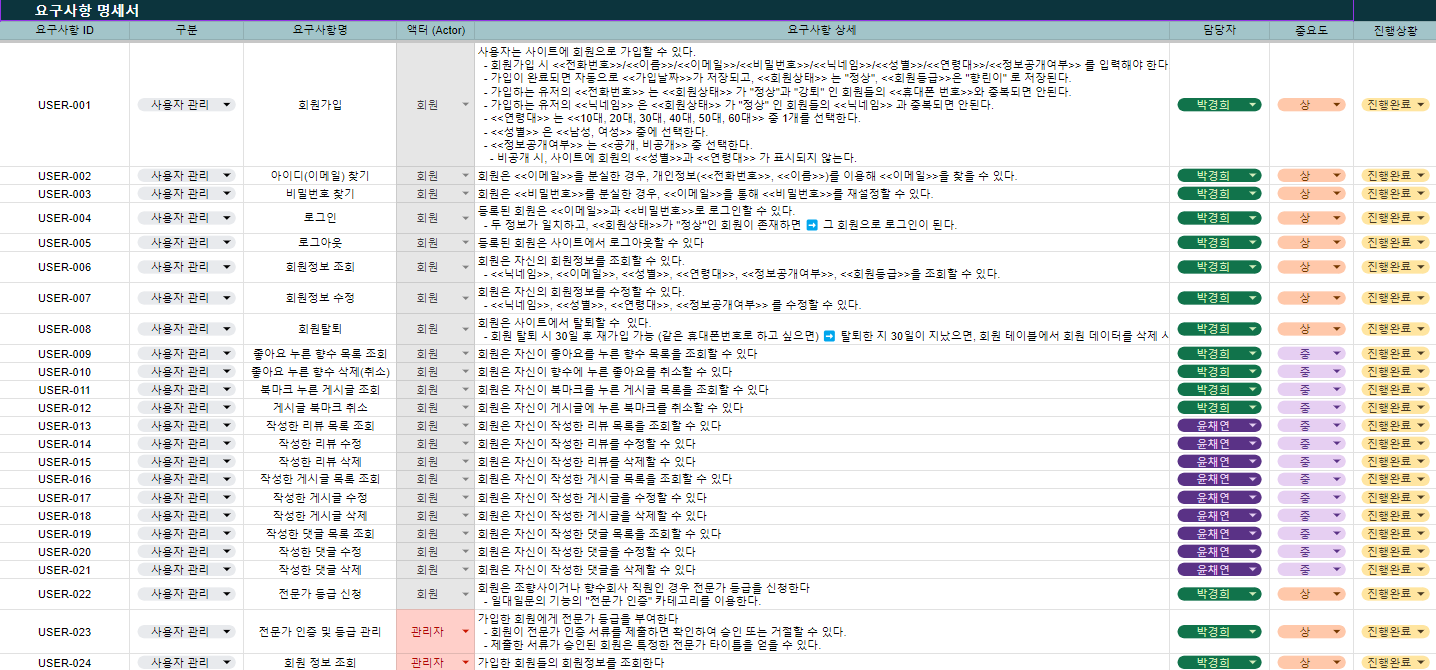 요구사항 명세서
요구사항 ID 구분 요구사항명 액터 (Actor) 요구사항 상세 담당자 중요도 진행상황
USER-001 사용자 관리 회원가입 회원 사용자는 사이트에 회원으로 가입할 수 있다. 박경희 상 진행완료
- 회원가입 시 <<전화번호>>/<<이름>>/<<이메일>>/<<비밀번호>>/<<닉네임>>/<<성별>>/<<연령대>>/<<정보공개여부>> 를 입력해야 한다
- 가입이 완료되면 자동으로 <<가입날짜>>가 저장되고, <<회원상태>> 는 "정상", <<회원등급>>은 "향린이" 로 저장된다.
- 가입하는 유저의 <<전화번호>> 는 <<회원상태>> 가 "정상"과 "강퇴" 인 회원들의 <<휴대폰 번호>>와 중복되면 안된다.
- 가입하는 유저의 <<닉네임>> 은 <<회원상태>> 가 "정상" 인 회원들의 <<닉네임>> 과 중복되면 안된다.
- <<연령대>> 는 <<10대, 20대, 30대, 40대, 50대, 60대>> 중 1개를 선택한다.
- <<성별>> 은 <<남성, 여성>> 중에 선택한다.
- <<정보공개여부>> 는 <<공개, 비공개>> 중 선택한다.
- 비공개 시, 사이트에 회원의 <<성별>>과 <<연령대>> 가 표시되지 않는다.
USER-002 사용자 관리 아이디(이메일) 찾기 회원 회원은 <<이메일>>을 분실한 경우, 개인정보(<<전화번호>>, <<이름>>)를 이용해 <<이메일>>을 찾을 수 있다. 박경희 상 진행완료
USER-003 사용자 관리 비밀번호 찾기 회원 회원은 <<비밀번호>>를 분실한 경우, <<이메일>>을 통해 <<비밀번호>>를 재설정할 수 있다. 박경희 상 진행완료
USER-004 사용자 관리 로그인 회원 등록된 회원은 <<이메일>>과 <<비밀번호>>로 로그인할 수 있다. 박경희 상 진행완료
- 두 정보가 일치하고, <<회원상태>>가 "정상"인 회원이 존재하면 ➡️ 그 회원으로 로그인이 된다.
USER-005 사용자 관리 로그아웃 회원 등록된 회원은 사이트에서 로그아웃할 수 있다 박경희 상 진행완료
USER-006 사용자 관리 회원정보 조회 회원 회원은 자신의 회원정보를 조회할 수 있다. 박경희 상 진행완료
- <<닉네임>>, <<이메일>>, <<성별>>, <<연령대>>, <<정보공개여부>>, <<회원등급>>을 조회할 수 있다.
USER-007 사용자 관리 회원정보 수정 회원 회원은 자신의 회원정보를 수정할 수 있다. 박경희 상 진행완료
- <<닉네임>>, <<성별>>, <<연령대>>, <<정보공개여부>> 를 수정할 수 있다.
USER-008 사용자 관리 회원탈퇴 회원 회원은 사이트에서 탈퇴할 수 있다. 박경희 상 진행완료
- 회원 탈퇴 시 30일 후 재가입 가능 (같은 휴대폰번호로 하고 싶으면) ➡️ 탈퇴한 지 30일이 지났으면, 회원 테이블에서 회원 데이터를 삭제 시
USER-009 사용자 관리 좋아요 누른 향수 목록 조회 회원 회원은 자신이 좋아요를 누른 향수 목록을 조회할 수 있다 박경희 중 진행완료
USER-010 사용자 관리 좋아요 누른 향수 삭제(취소) 회원 회원은 자신이 향수에 누른 좋아요를 취소할 수 있다 박경희 중 진행완료
USER-011 사용자 관리 북마크 누른 게시글 조회 회원 회원은 자신이 북마크를 누른 게시글 목록을 조회할 수 있다 박경희 중 진행완료
USER-012 사용자 관리 게시글 북마크 취소 회원 회원은 자신이 게시글에 누른 북마크를 취소할 수 있다 박경희 중 진행완료
USER-013 사용자 관리 작성한 리뷰 목록 조회 회원 회원은 자신이 작성한 리뷰 목록을 조회할 수 있다 윤채연 중 진행완료
USER-014 사용자 관리 작성한 리뷰 수정 회원 회원은 자신이 작성한 리뷰를 수정할 수 있다 윤채연 중 진행완료
USER-015 사용자 관리 작성한 리뷰 삭제 회원 회원은 자신이 작성한 리뷰를 삭제할 수 있다 윤채연 중 진행완료
USER-016 사용자 관리 작성한 게시글 목록 조회 회원 회원은 자신이 작성한 게시글 목록을 조회할 수 있다 윤채연 중 진행완료
USER-017 사용자 관리 작성한 게시글 수정 회원 회원은 자신이 작성한 게시글을 수정할 수 있다 윤채연 중 진행완료
USER-018 사용자 관리 작성한 게시글 삭제 회원 회원은 자신이 작성한 게시글을 삭제할 수 있다 윤채연 중 진행완료
USER-019 사용자 관리 작성한 댓글 목록 조회 회원 회원은 자신이 작성한 댓글 목록을 조회할 수 있다 윤채연 중 진행완료
USER-020 사용자 관리 작성한 댓글 수정 회원 회원은 자신이 작성한 댓글을 수정할 수 있다 윤채연 중 진행완료
USER-021 사용자 관리 작성한 댓글 삭제 회원 회원은 자신이 작성한 댓글을 삭제할 수 있다 윤채연 중 진행완료
USER-022 사용자 관리 전문가 등급 신청 회원 회원은 조향사이거나 향수회사 직원인 경우 전문가 등급을 신청한다 박경희 상 진행완료
- 일대일문의 기능의 "전문가 인증" 카테고리를 이용한다.
USER-023 사용자 관리 전문가 인증 및 등급 관리 관리자 가입한 회원에게 전문가 등급을 부여한다 박경희 상 진행완료
- 회원이 전문가 인증 서류를 제출하면 확인하여 승인 또는 거절할 수 있다.
- 제출한 서류가 승인된 회원은 특정한 전문가 타이틀을 얻을 수 있다.
USER-024 사용자 관리 회원 정보 조회 관리자 가입한 회원들의 회원정보를 조회한다 박경희 상 진행완료